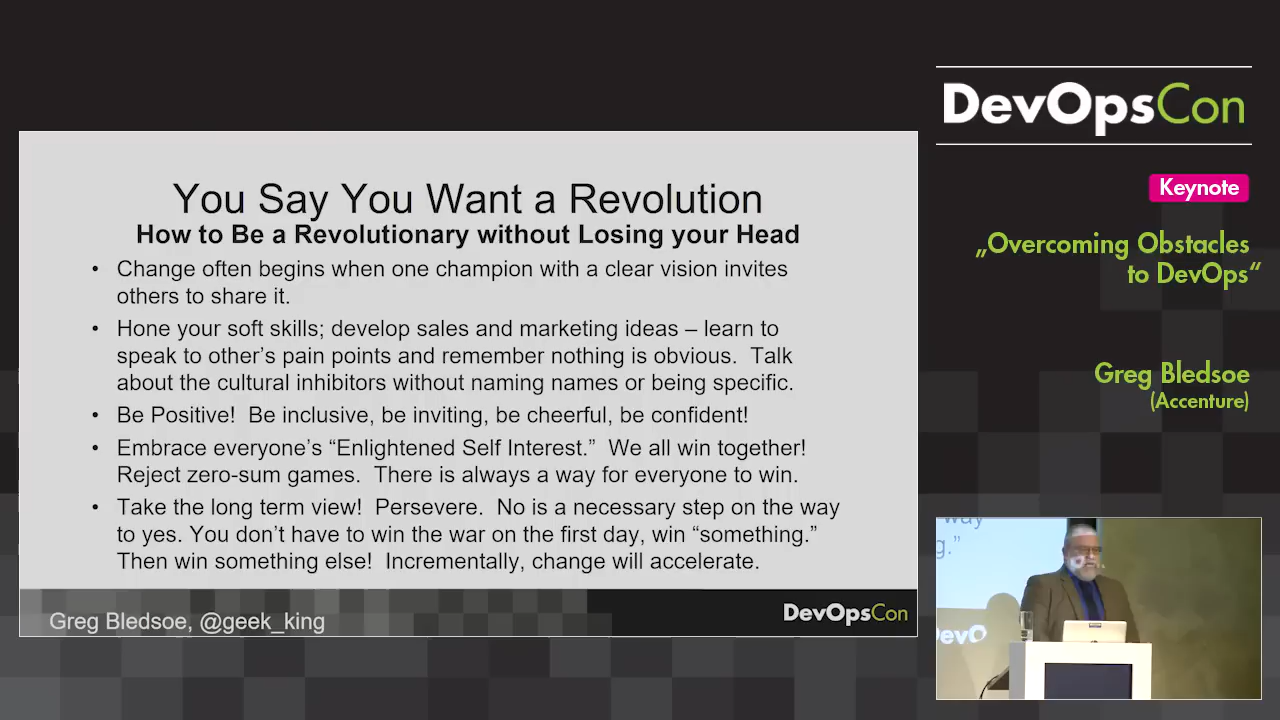 You Say You Want a Revolution
How to Be a Revolutionary without Losing your Head
• Change often begins when one champion with a clear vision invites
others to share it.
• Hone your soft skills; develop sales and marketing ideas – learn to
speak to other’s pain points and remember nothing is obvious.  Talk
about the cultural inhibitors without naming names or being specific.
• Be Positive!  Be inclusive, be inviting, be cheerful, be confident!
• Embrace everyone’s “Enlightened Self Interest.”  We all win together!
Reject zero-sum games.  There is always a way for everyone to win.
• Take the long term view!  Persevere.  No is a necessary step on the way
to yes. You don’t have to win the war on the first day, win “something.”
Then win something else!  Incrementally, change will accelerate.
Greg Bledsoe, @geek_king
DevOpsCon
DevOpsCon
Keynote
„Overcoming Obstacles
to DevOps“
Greg Bledsoe
(Accenture)
way
g.”
DevO